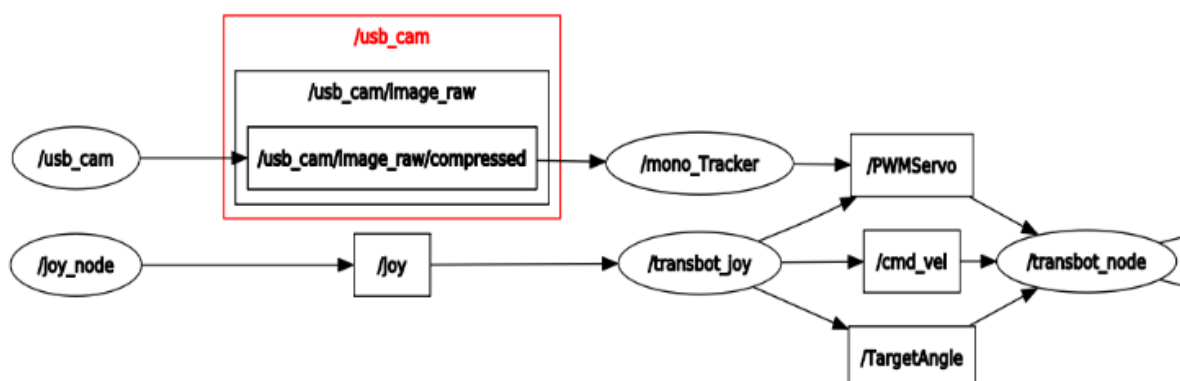 /usb_cam
/usb_cam/image_raw
/usb_cam
/usb_cam/image_raw/compressed
/mono_Tracker
/PWMServo
/joy_node
/joy
/transbot_joy
/cmd_vel
/transbot_node
/TargetAngle